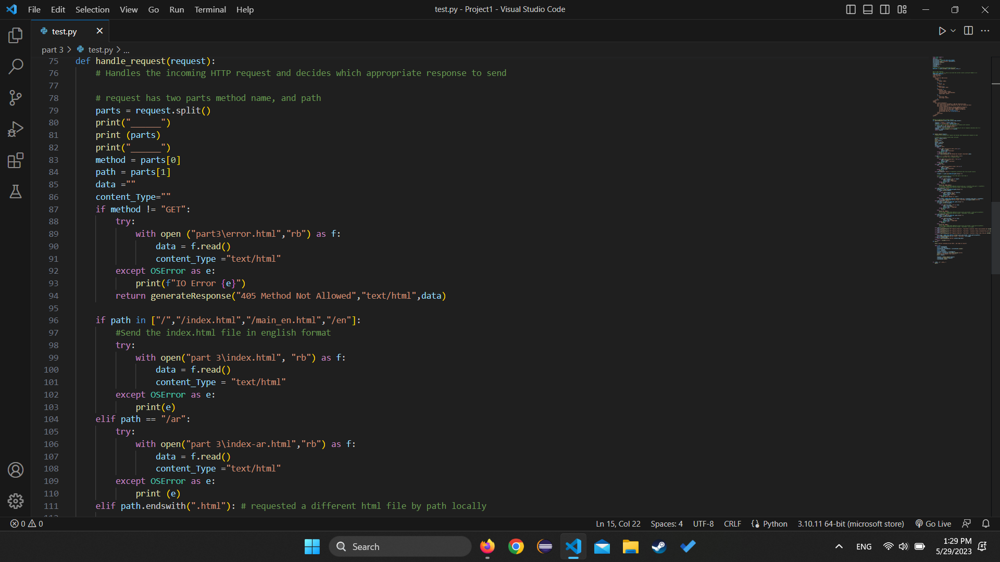 File Edit Selection View Go Run Terminal Help
test.py - Project1 - Visual Studio Code
test.py
part 3 > test.py > ...
75 def handle_request(request):
76 # Handles the incoming HTTP request and decides which appropriate response to send
77
78 # request has two parts method name, and path
79 parts = request.split()
80 print("______")
81 print (parts)
82 print("______")
83 method = parts[0]
84 path = parts[1]
85 data =""
86 content_Type=""
87 if method != "GET":
88 try:
89 with open ("part3\error.html","rb") as f:
90 data = f.read()
91 content_Type ="text/html"
92 except OSError as e:
93 print(f"IO Error {e}")
94 return generateResponse("405 Method Not Allowed","text/html",data)
95
96 if path in ["/","/index.html","/main_en.html","/en"]:
97 #Send the index.html file in english format
98 try:
99 with open("part 3\index.html", "rb") as f:
100 data = f.read()
101 content_Type = "text/html"
102 except OSError as e:
103 print(e)
104 elif path == "/ar":
105 try:
106 with open("part 3\index-ar.html","rb") as f:
107 data = f.read()
108 content_Type ="text/html"
109 except OSError as e:
110 print (e)
111 elif path.endswith(".html"): # requested a different html file by path locally
0 0 Ln 15, Col 22 Spaces: 4 UTF-8 CRLF Python 3.10.11 64-bit (microsoft store) Go Live
Search
ENG
1:29 PM
5/29/2023